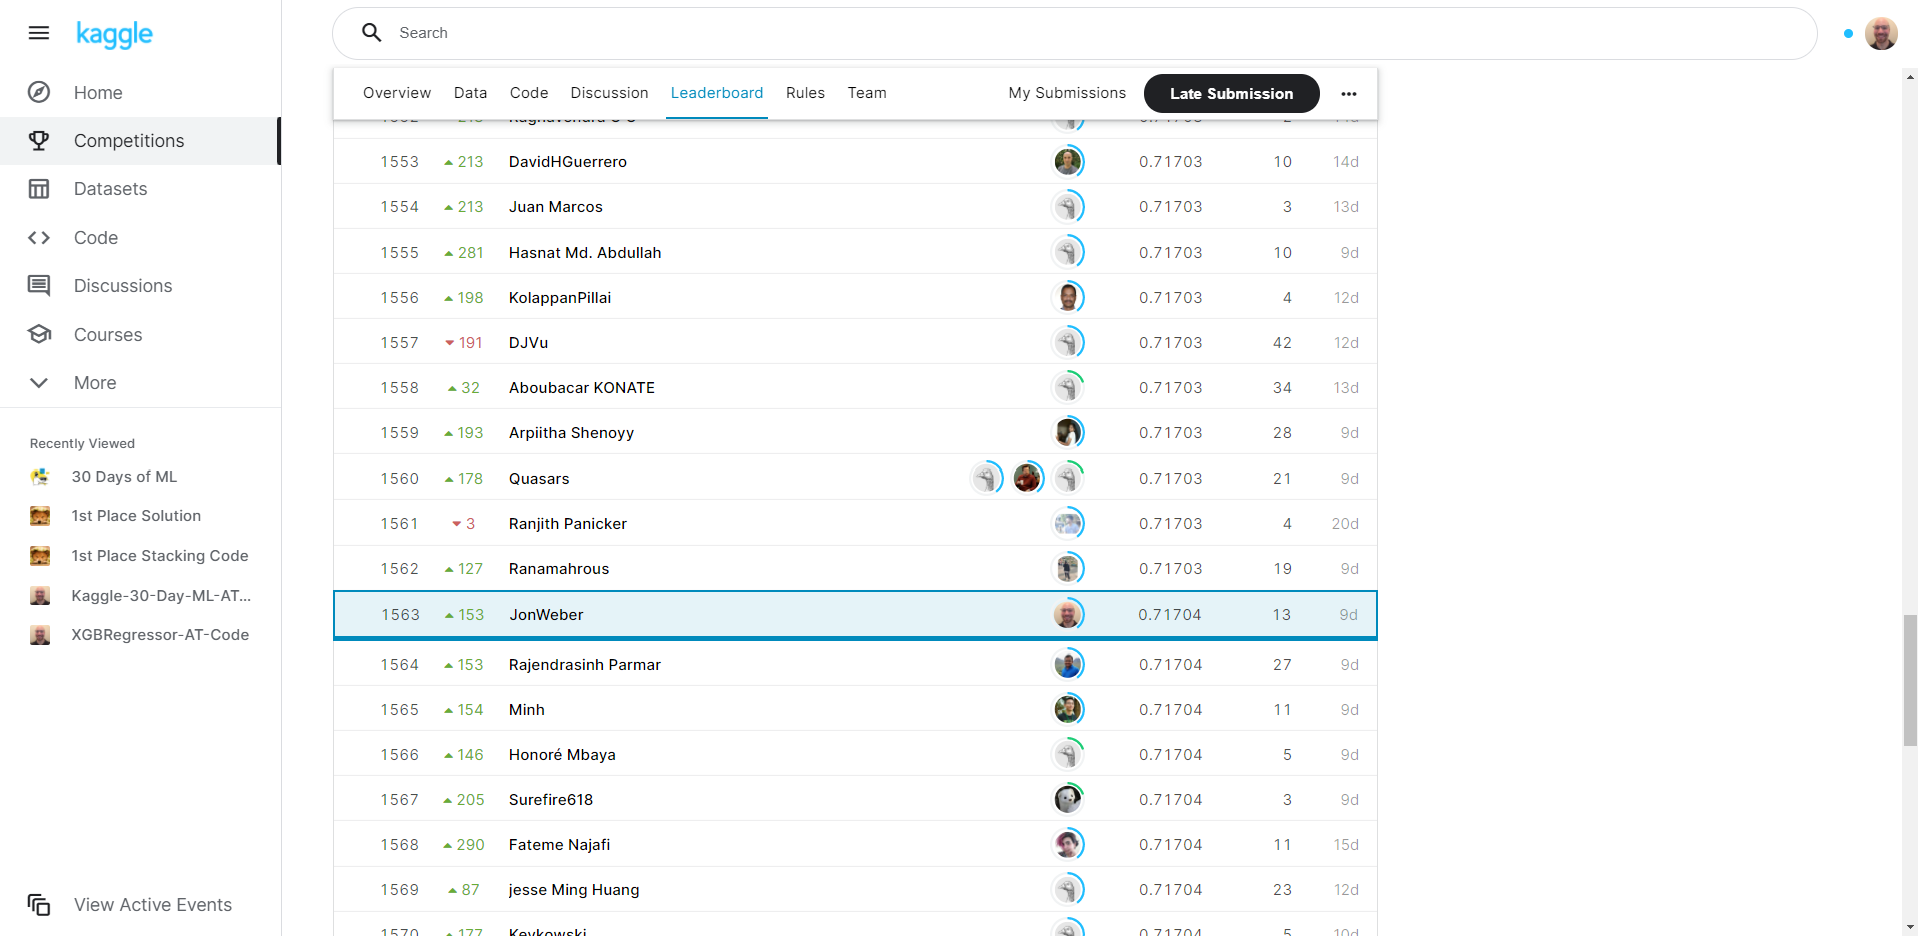 kaggle
Search
Home
Competitions
Datasets
Code
Discussions
Courses
More
Recently Viewed
30 Days of ML
1st Place Solution
1st Place Stacking Code
Kaggle-30-Day-ML-AT...
XGBRegressor-AT-Code
View Active Events
Overview Data Code Discussion Leaderboard Rules Team My Submissions Late Submission
1553 213 DavidHGuerrero 0.71703 10 14d
1554 213 Juan Marcos 0.71703 3 13d
1555 281 Hasnat Md. Abdullah 0.71703 10 9d
1556 198 KolappanPillai 0.71703 4 12d
1557 191 DJVu 0.71703 42 12d
1558 32 Aboubacar KONATE 0.71703 34 13d
1559 193 Arpiitha Shenoyy 0.71703 28 9d
1560 178 Quasars 0.71703 21 9d
1561 3 Ranjith Panicker 0.71703 4 20d
1562 127 Ranamahrous 0.71703 19 9d
1563 153 JonWeber 0.71704 13 9d
1564 153 Rajendrasinh Parmar 0.71704 27 9d
1565 154 Minh 0.71704 11 9d
1566 146 Honoré Mbaya 0.71704 5 9d
1567 205 Surefire618 0.71704 3 9d
1568 290 Fateme Najafi 0.71704 11 15d
1569 87 jesse Ming Huang 0.71704 23 12d
1570 177 Keykowski 0.71704 5 10d